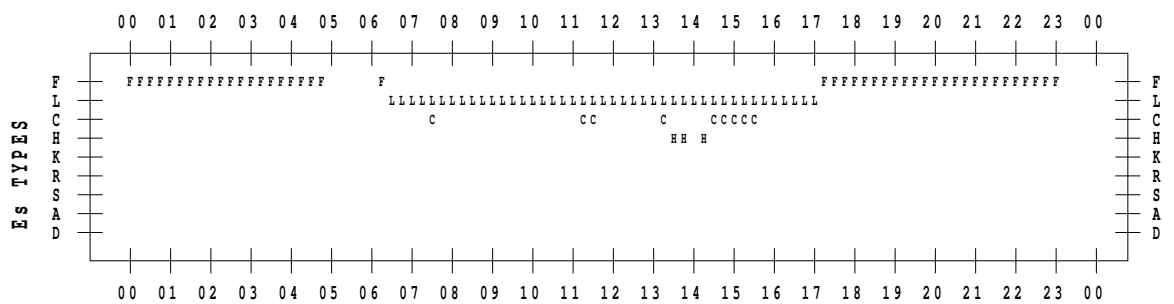 00 01 02 03 04 05 06 07 08 09 10 11 12 13 14 15 16 17 18 19 20 21 22 23 00
F FFFFFFFFFFFFFFFFFFFF F FFFFFFFFFFFFFFFFFFFFFFFF F
L LLLLLLLLLLLLLLLLLLLLLLLLLLLLLLLLLLLLLLLLLLL L
C C CC C CCCCC C
H HH H H
K K
R R
S S
A A
D D
Es TYPES
00 01 02 03 04 05 06 07 08 09 10 11 12 13 14 15 16 17 18 19 20 21 22 23 00